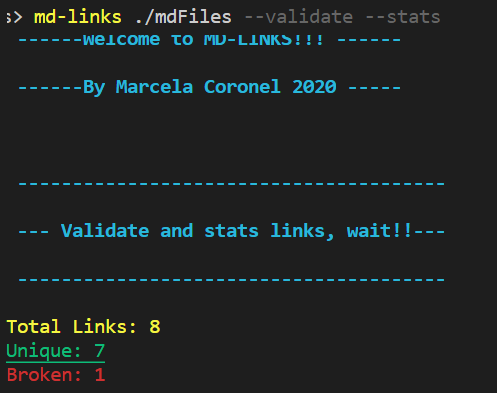 s> md-links ./mdFiles --validate --stats
------Welcome to MD-LINKS!!! ------
------By Marcela Coronel 2020 -----
----------------------------------------
--- Validate and stats links, wait!!---
----------------------------------------
Total Links: 8
Unique: 7
Broken: 1